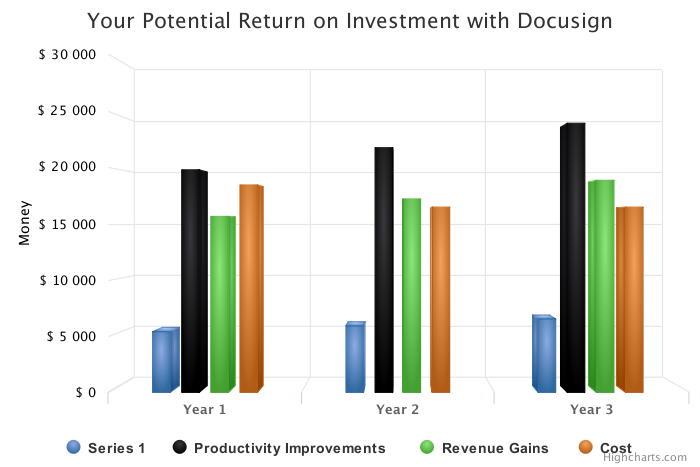 Your Potential Return on Investment with Docusign
$ 30 000
$ 25 000
$ 20 000
$ 15 000
$ 10 000
$ 5 000
$ 0
Money
Year 1 Year 2 Year 3
Series 1 Productivity Improvements Revenue Gains Cost
Highcharts.com